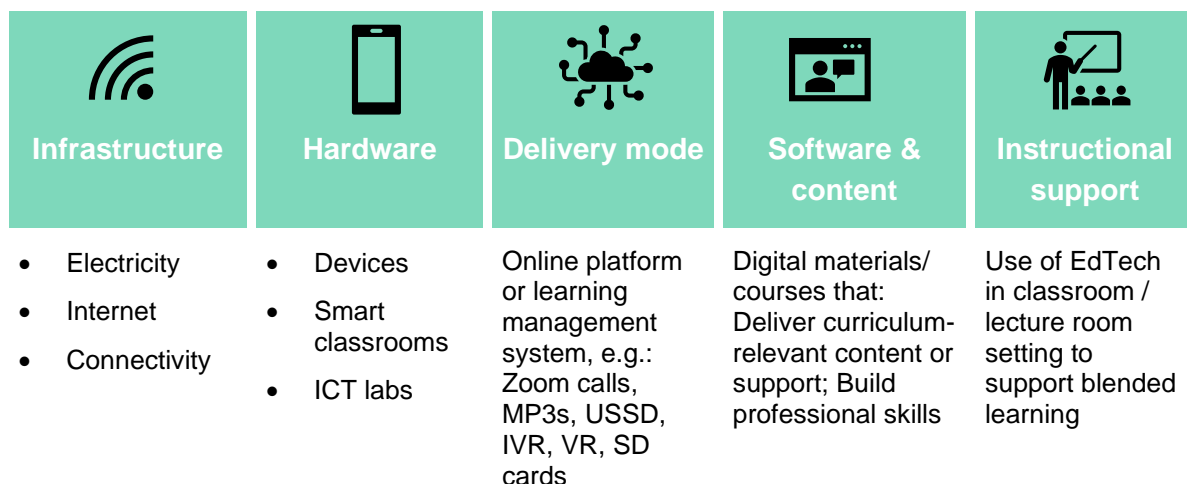 Infrastructure
Hardware
Delivery mode
Software &
content
Instructional
support
• Electricity
• Internet
• Connectivity
• Devices
• Smart
classrooms
• ICT labs
Online platform
or learning
management
system, e.g.:
Zoom calls,
MP3s, USSD,
IVR, VR, SD
cards
Digital materials/
courses that:
Deliver curriculum-
relevant content or
support; Build
professional skills
Use of EdTech
in classroom /
lecture room
setting to
support blended
learning